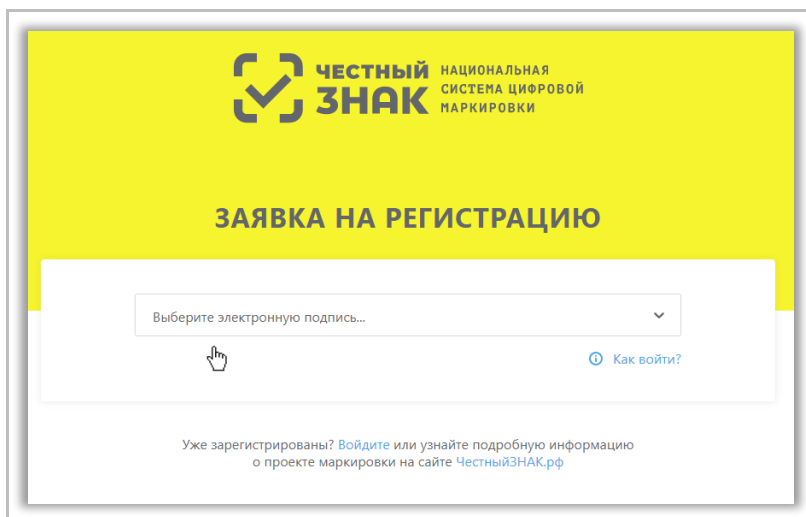 ЧЕСТНЫЙ
ЗНАК
НАЦИОНАЛЬНАЯ
СИСТЕМА ЦИФРОВОЙ
МАРКИРОВКИ
ЗАЯВКА НА РЕГИСТРАЦИЮ
Выберите электронную подпись...
Как войти?
Уже зарегистрированы? Войдите или узнайте подробную информацию
о проекте маркировки на сайте ЧестныйЗНАК.рф